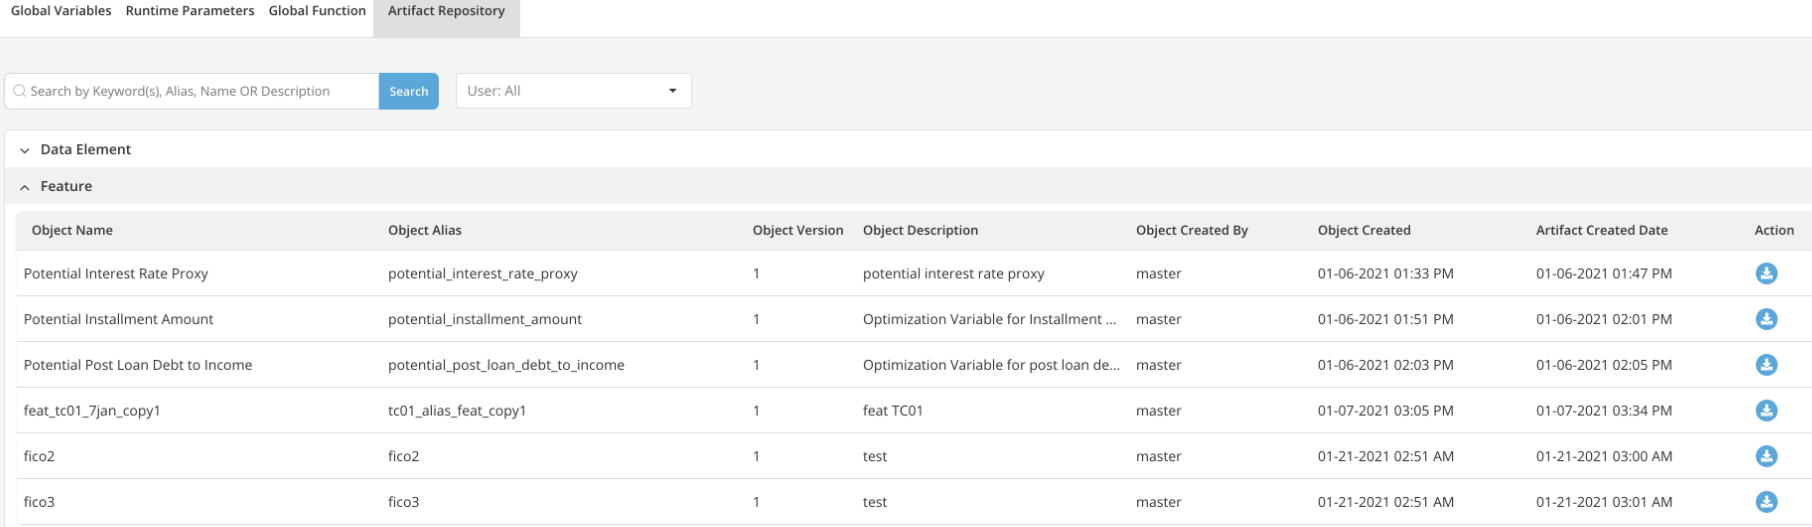 Global Variables Runtime Parameters Global Function Artifact Repository
Search by Keyword(s), Alias, Name OR Description Search User: All
Data Element
Feature
Object Name Object Alias Object Version Object Description Object Created By Object Created Artifact Created Date Action
Potential Interest Rate Proxy potential_interest_rate_proxy 1 potential interest rate proxy master 01-06-2021 01:33 PM 01-06-2021 01:47 PM
Potential Installment Amount potential_installment_amount 1 Optimization Variable for Installment ... master 01-06-2021 01:51 PM 01-06-2021 02:01 PM
Potential Post Loan Debt to Income potential_post_loan_debt_to_income 1 Optimization Variable for post loan de... master 01-06-2021 02:03 PM 01-06-2021 02:05 PM
feat_tc01_7jan_copy1 tc01_alias_feat_copy1 1 feat TC01 master 01-07-2021 03:05 PM 01-07-2021 03:34 PM
fico2 fico2 1 test master 01-21-2021 02:51 AM 01-21-2021 03:00 AM
fico3 fico3 1 test master 01-21-2021 02:51 AM 01-21-2021 03:01 AM